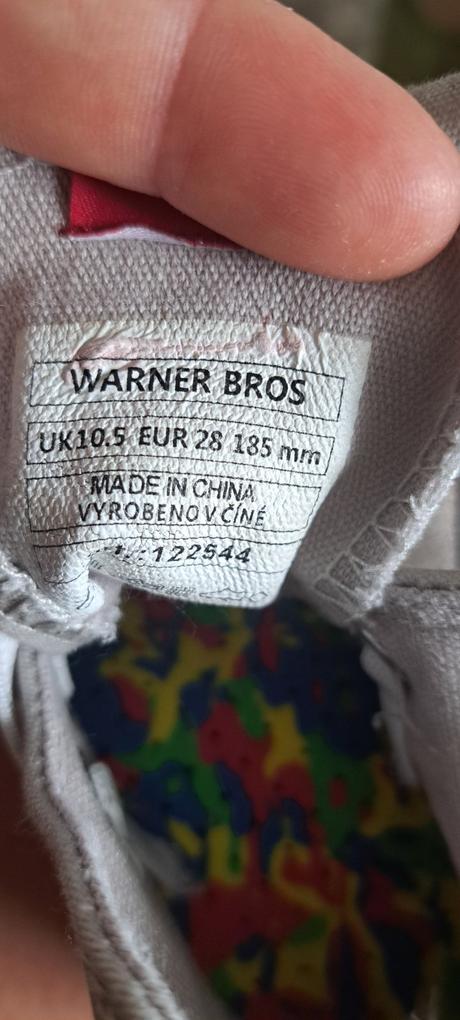 WARNER BROS
UK10.5 EUR 28 185 mm
MADE IN CHINA
VYROBENO V ČÍNĚ
122544